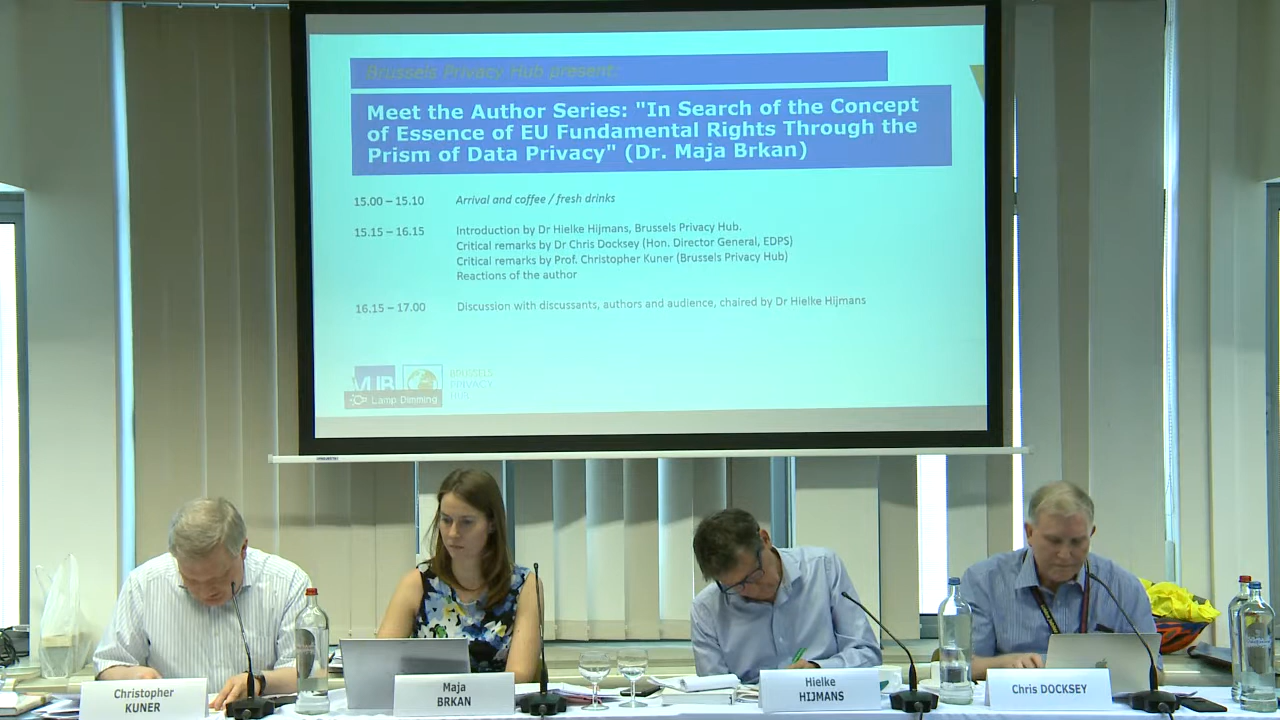 Brussels Privacy Hub present:
Meet the Author Series: "In Search of the Concept
of Essence of EU Fundamental Rights Through the
Prism of Data Privacy" (Dr. Maja Brkan)
15.00 – 15.10 Arrival and coffee / fresh drinks
15.15 – 16.15 Introduction by Dr Hielke Hijmans, Brussels Privacy Hub.
Critical remarks by Dr Chris Docksey (Hon. Director General, EDPS)
Critical remarks by Prof. Christopher Kuner (Brussels Privacy Hub)
Reactions of the author
16.15 – 17.00 Discussion with discussants, authors and audience, chaired by Dr Hielke Hijmans
VUB
BRUSSELS
PRIVACY
HUB
Lamp Dimming
Christopher
KUNER
Maja
BRKAN
Hielke
HIJMANS
Chris DOCKSEY